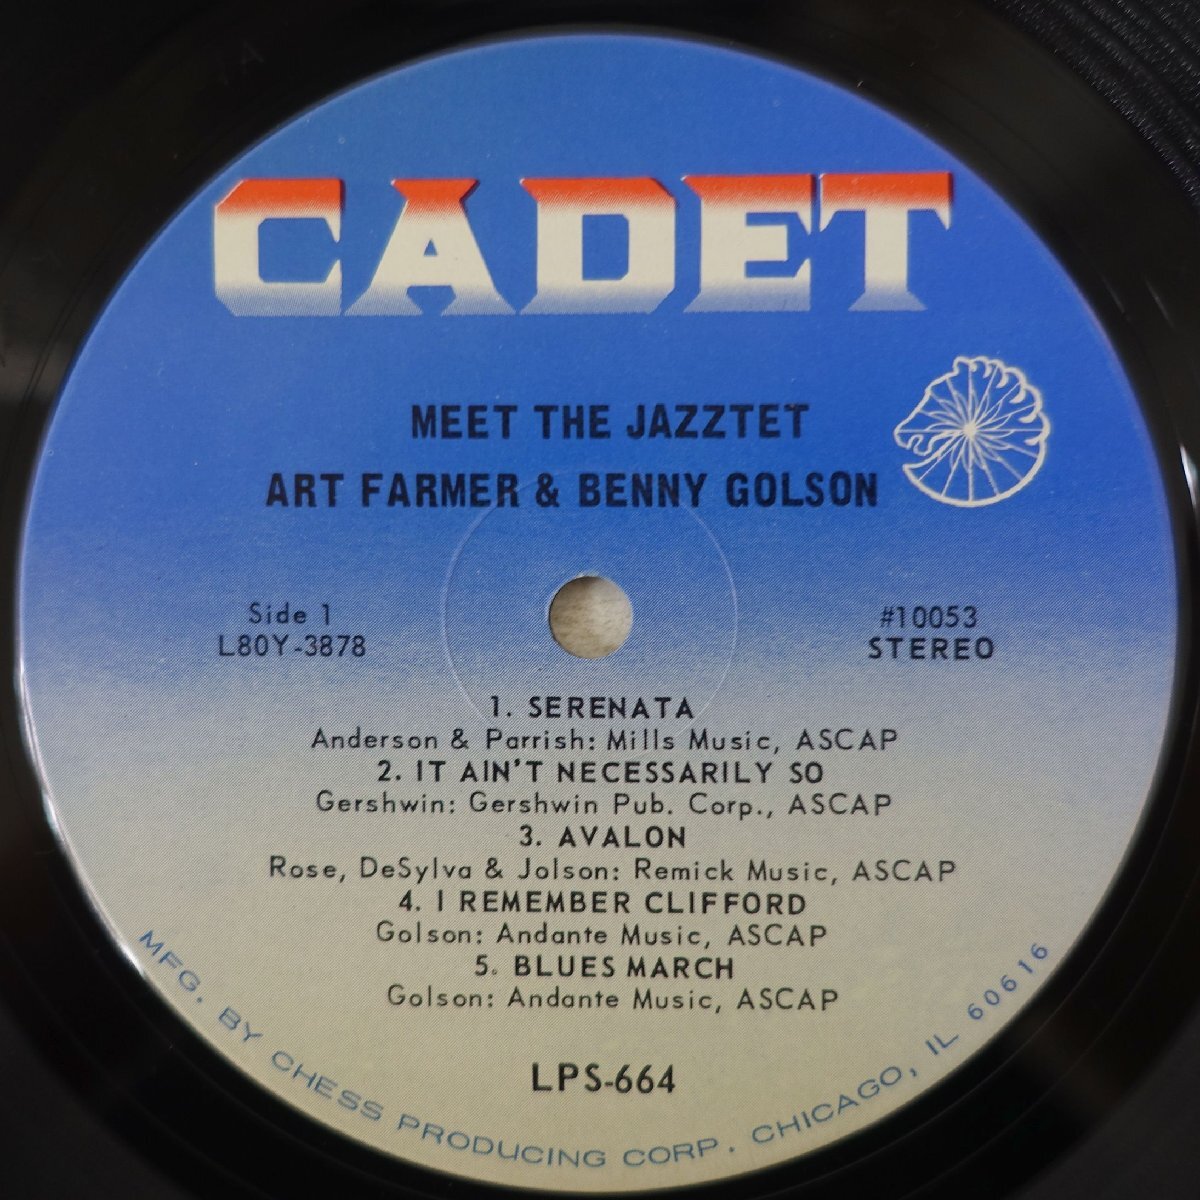 CADET
MEET THE JAZZTET
ART FARMER & BENNY GOLSON
Side 1
L80Y-3878
#10053
STEREO
1. SERENATA
Anderson & Parrish: Mills Music, ASCAP
2. IT AIN'T NECESSARILY SO
Gershwin: Gershwin Pub. Corp., ASCAP
3. AVALON
Rose, DeSylva & Jolson: Remick Music, ASCAP
4. I REMEMBER CLIFFORD
Golson: Andante Music, ASCAP
5. BLUES MARCH
Golson: Andante Music, ASCAP
LPS-664
MFG. BY CHESS PRODUCING CORP. CHICAGO, IL 60616